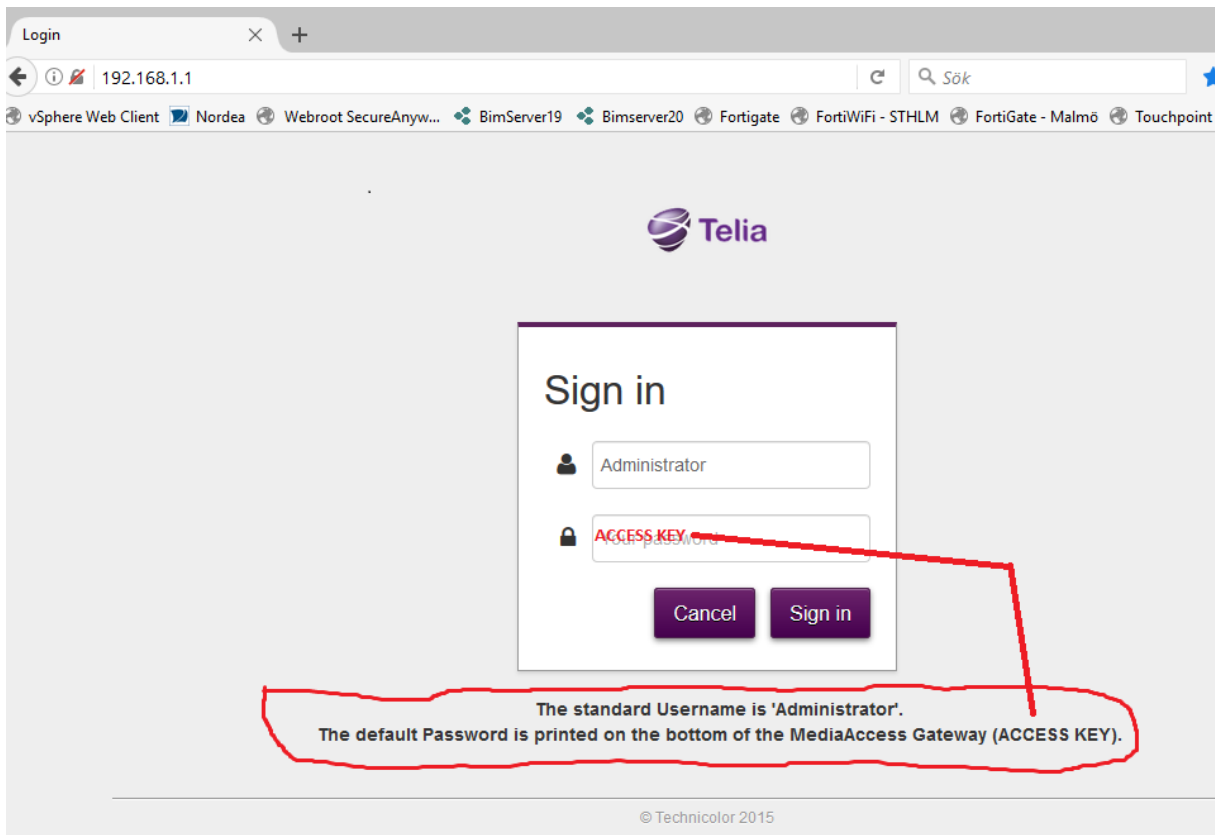 Login
192.168.1.1
Sök
vSphere Web Client Nordea Webroot SecureAnyw... BimServer19 Bimserver20 Fortigate FortiWiFi - STHLM FortiGate - Malmö Touchpoint
Telia
Sign in
Administrator
ACCESS KEY
Your password
Cancel Sign in
The standard Username is 'Administrator'.
The default Password is printed on the bottom of the MediaAccess Gateway (ACCESS KEY).
© Technicolor 2015